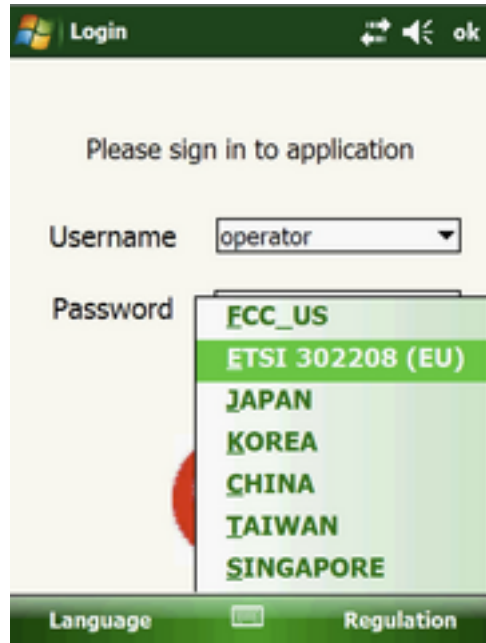 Login ok
Please sign in to application
Username operator
Password
FCC_US
ETSI 302208 (EU)
JAPAN
KOREA
CHINA
TAIWAN
SINGAPORE
Language Regulation